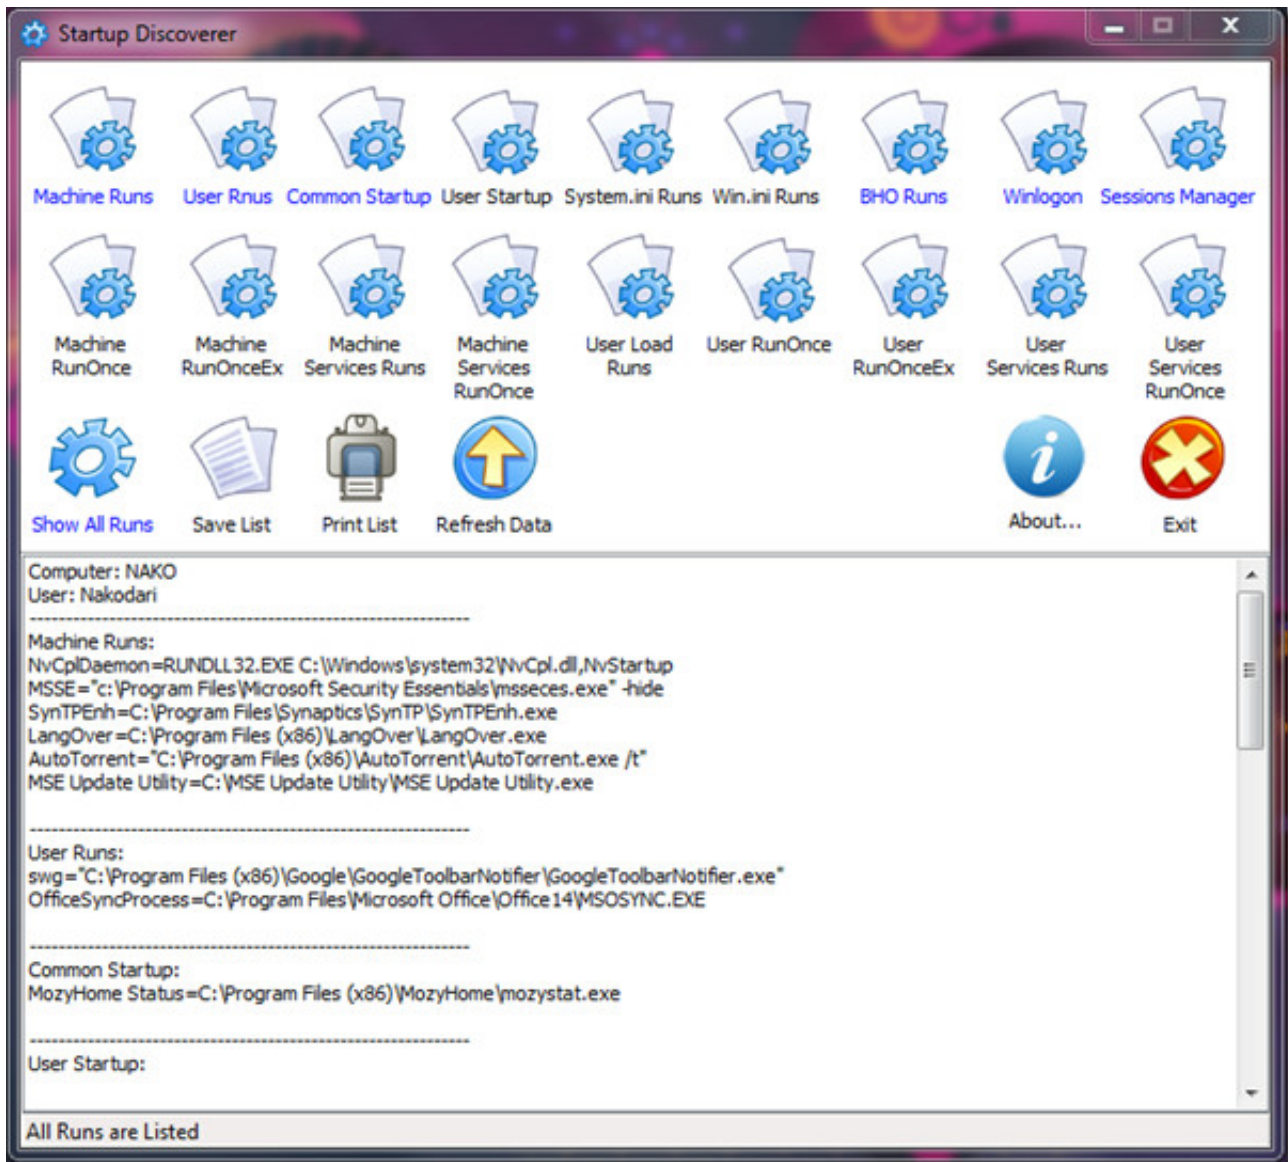 Startup Discoverer
Machine Runs
User Rnus
Common Startup
User Startup
System.ini Runs
Win.ini Runs
BHO Runs
Winlogon
Sessions Manager
Machine
RunOnce
Machine
RunOnceEx
Machine
Services Runs
Machine
Services
RunOnce
User Load
Runs
User RunOnce
User
RunOnceEx
User
Services Runs
User
Services
RunOnce
Show All Runs
Save List
Print List
Refresh Data
About...
Exit
Computer: NAKO
User: Nakodari
-------------------------------------------------------------
Machine Runs:
NvCplDaemon=RUNDLL32.EXE C:\Windows\system32\NvCpl.dll,NvStartup
MSSE="c:\Program Files\Microsoft Security Essentials\msseces.exe" -hide
SynTPEnh=C:\Program Files\Synaptics\SynTP\SynTPEnh.exe
LangOver=C:\Program Files (x86)\LangOver\LangOver.exe
AutoTorrent="C:\Program Files (x86)\AutoTorrent\AutoTorrent.exe /t"
MSE Update Utility=C:\MSE Update Utility\MSE Update Utility.exe
-------------------------------------------------------------
User Runs:
swg="C:\Program Files (x86)\Google\GoogleToolbarNotifier\GoogleToolbarNotifier.exe"
OfficeSyncProcess=C:\Program Files\Microsoft Office\Office14\MSOSYNC.EXE
-------------------------------------------------------------
Common Startup:
MozyHome Status=C:\Program Files (x86)\MozyHome\mozystat.exe
-------------------------------------------------------------
User Startup:
All Runs are Listed